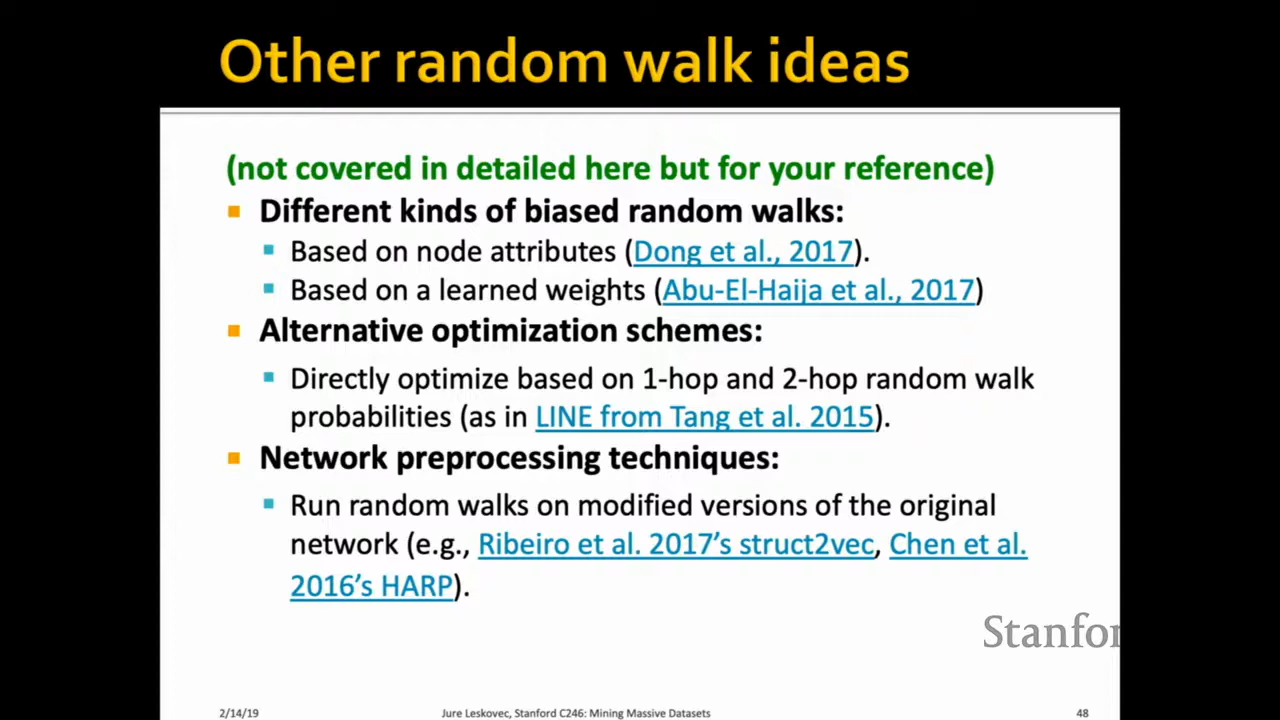 Other random walk ideas
(not covered in detailed here but for your reference)
Different kinds of biased random walks:
Based on node attributes (Dong et al., 2017).
Based on a learned weights (Abu-El-Haija et al., 2017)
Alternative optimization schemes:
Directly optimize based on 1-hop and 2-hop random walk
probabilities (as in LINE from Tang et al. 2015).
Network preprocessing techniques:
Run random walks on modified versions of the original
network (e.g., Ribeiro et al. 2017’s struct2vec, Chen et al.
2016’s HARP).
Stanfor
2/14/19
Jure Leskovec, Stanford C246: Mining Massive Datasets
48